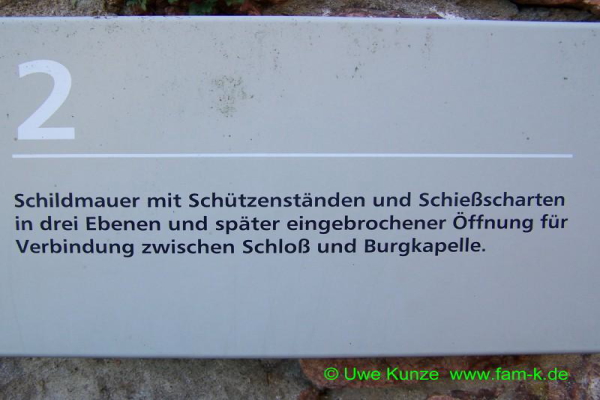 2
Schildmauer mit Schützenständen und Schießscharten
in drei Ebenen und später eingebrochener Öffnung für
Verbindung zwischen Schloß und Burgkapelle.
© Uwe Kunze www.fam-k.de